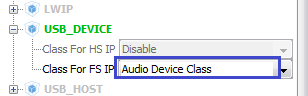 LWIP
USB_DEVICE
Class For HS IP Disable
Class For FS IP Audio Device Class
USB_HOST